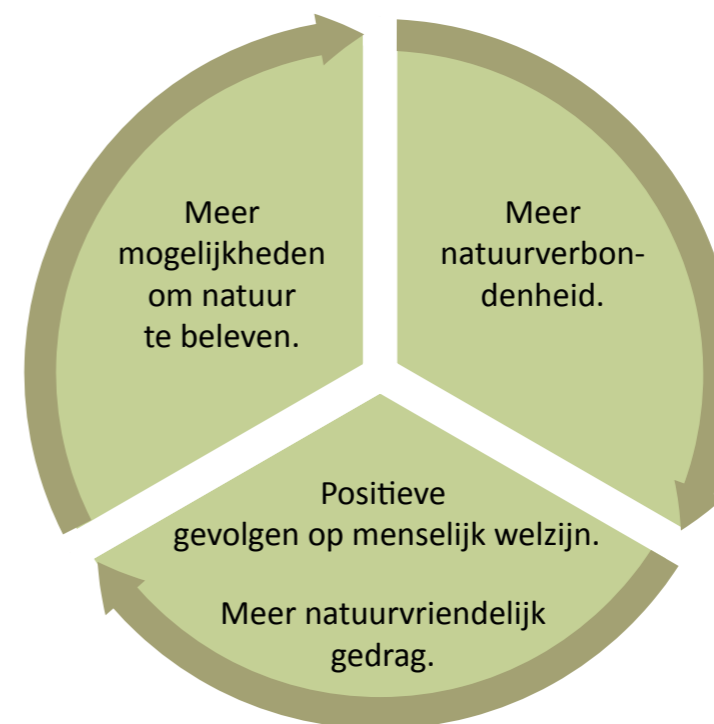 Meer
mogelijkheden
om natuur
te beleven.
Meer
natuurverbon-
denheid.
Positieve
gevolgen op menselijk welzijn.
Meer natuurvriendelijk
gedrag.